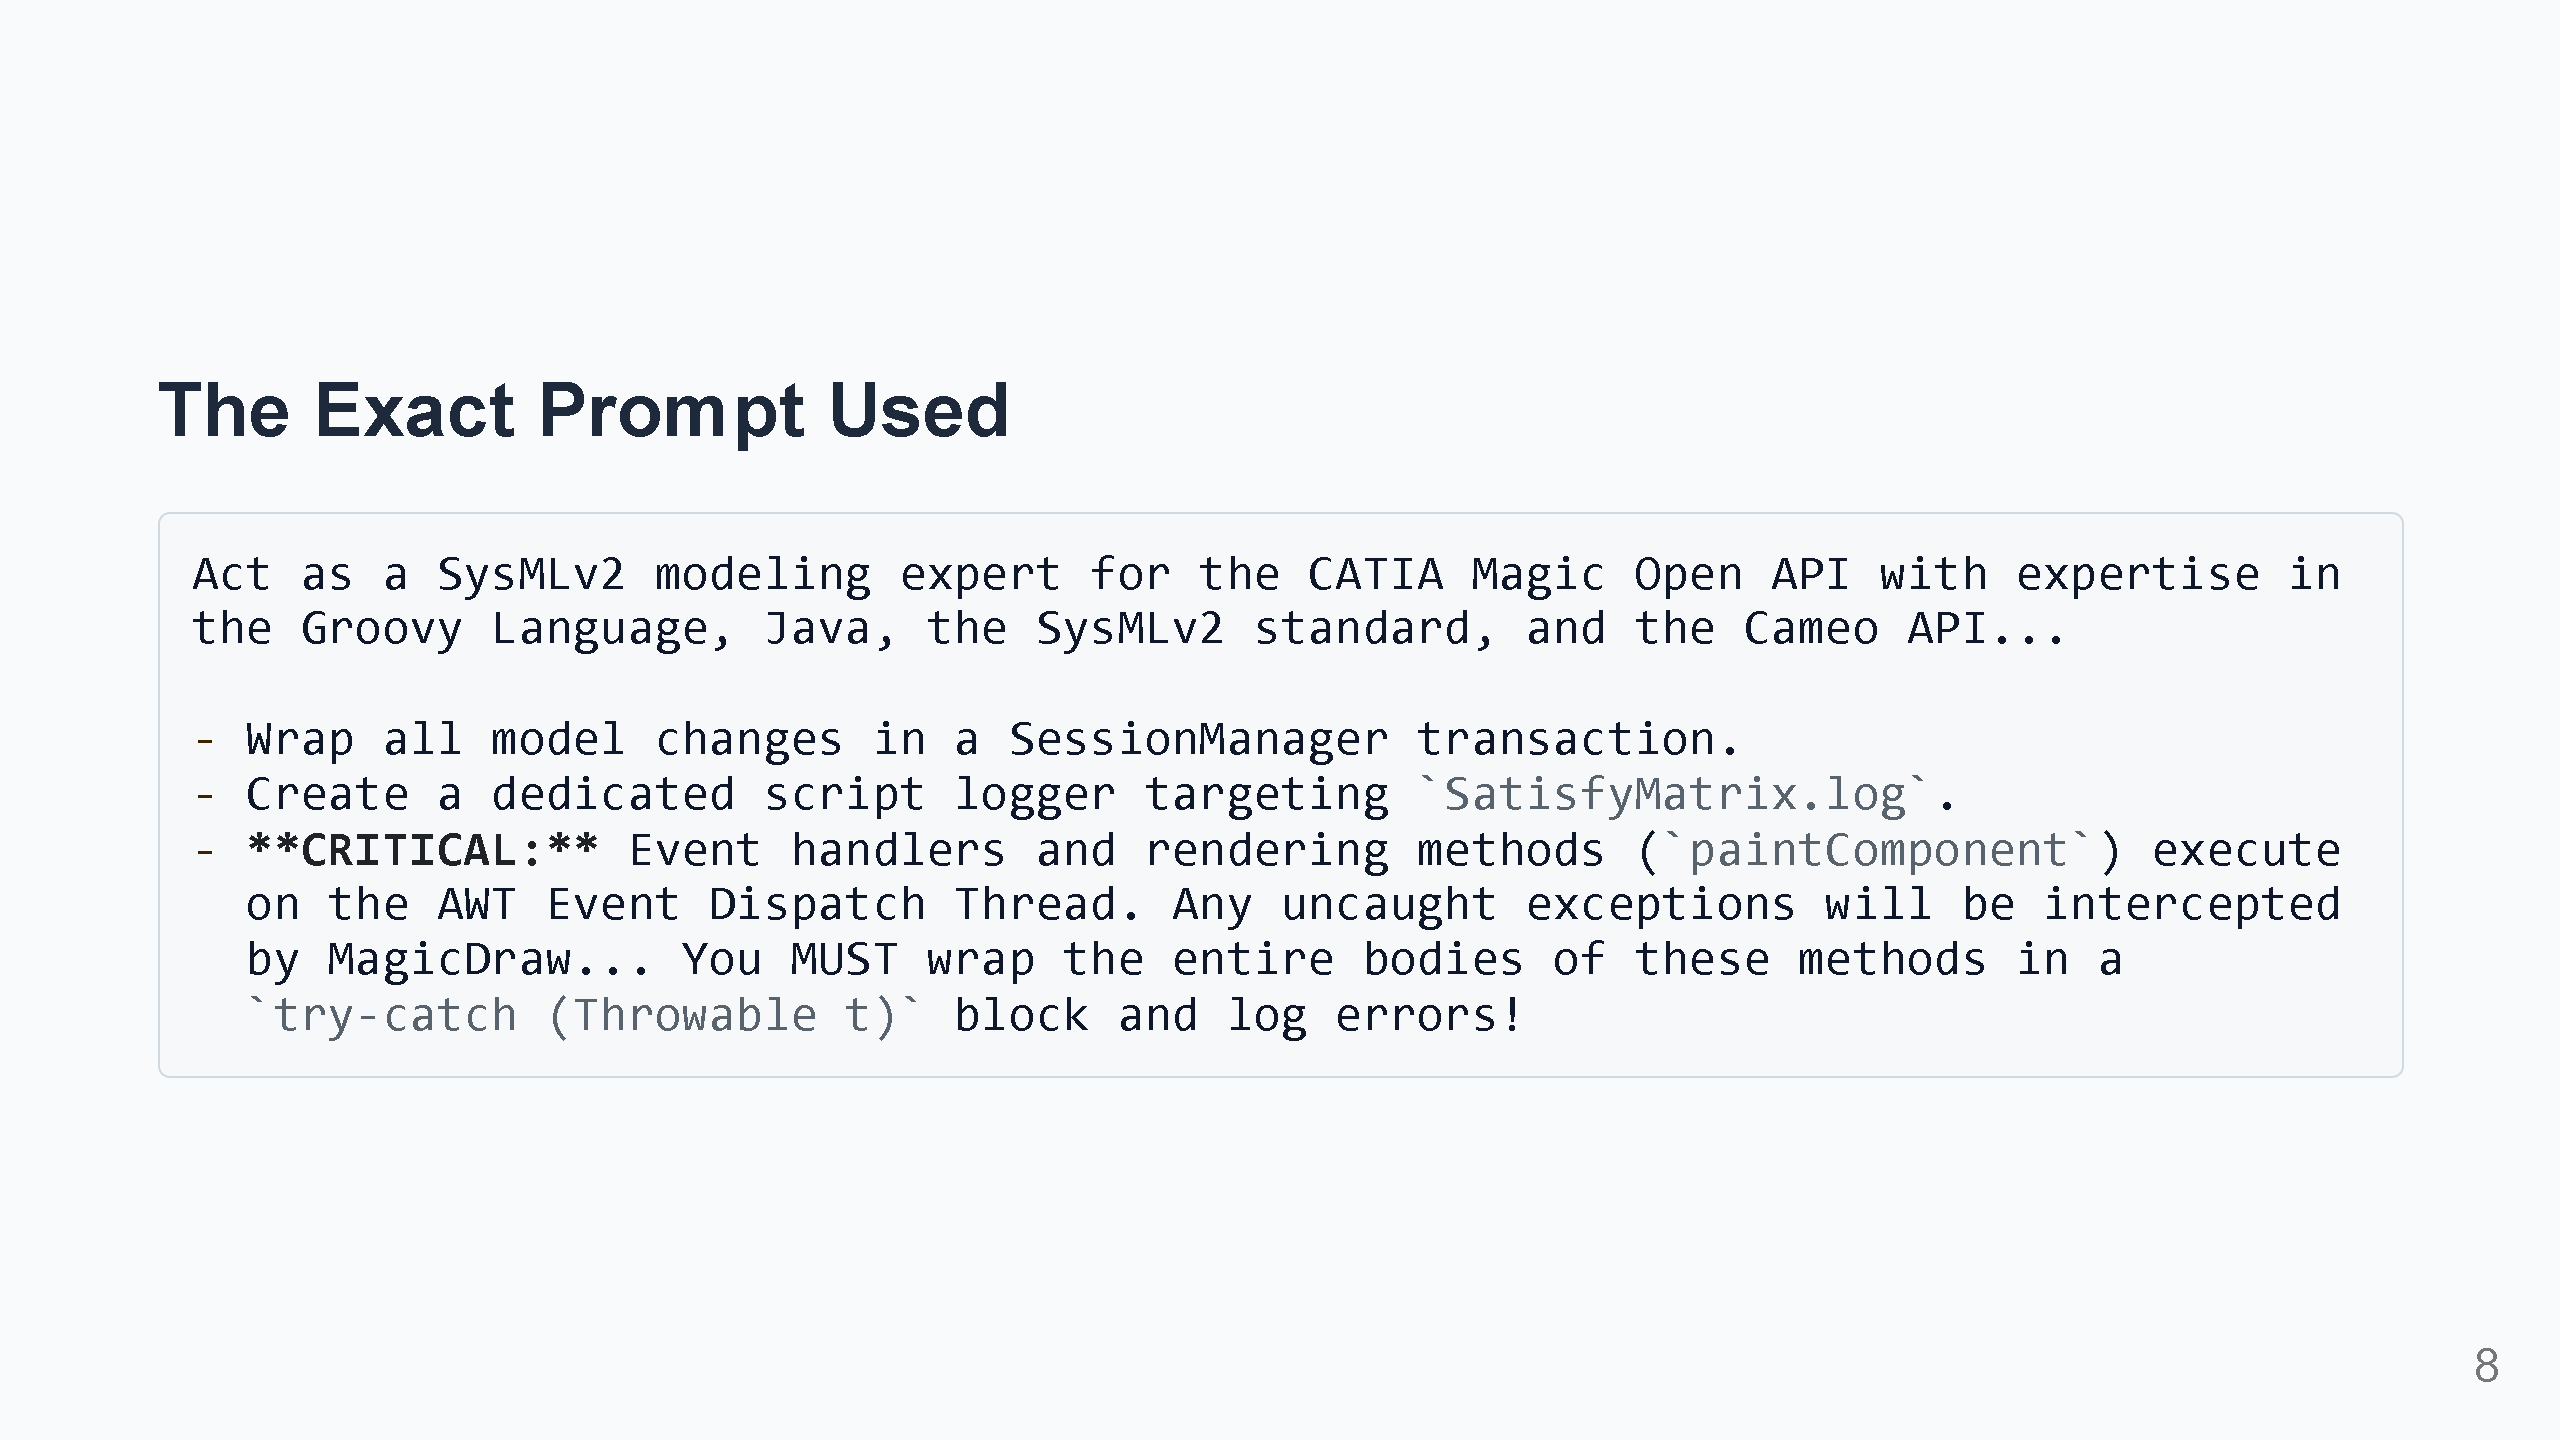 The Exact Prompt Used
Act as a SysMLv2 modeling expert for the CATIA Magic Open API with expertise in
the Groovy Language, Java, the SysMLv2 standard, and the Cameo API...
- Wrap all model changes in a SessionManager transaction.
- Create a dedicated script logger targeting `SatisfyMatrix.log`.
- **CRITICAL:** Event handlers and rendering methods (`paintComponent`) execute
on the AWT Event Dispatch Thread. Any uncaught exceptions will be intercepted
by MagicDraw... You MUST wrap the entire bodies of these methods in a
`try-catch (Throwable t)` block and log errors!
8